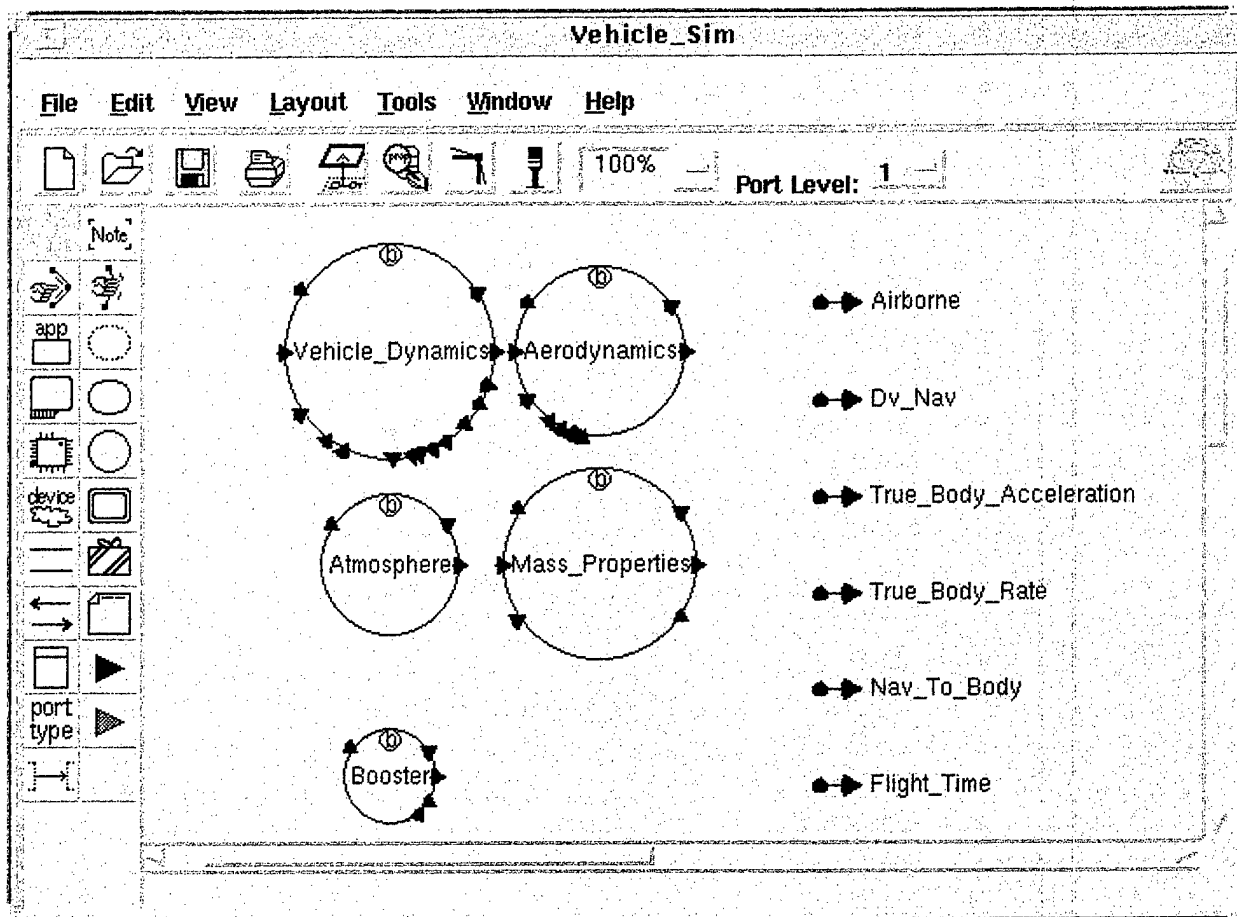 Vehicle_Sim
File Edit View Layout Tools Window Help
100% Port Level: 1
[Note]
app
device
port
type
b
Vehicle_Dynamics
b
Aerodynamics
b
Atmosphere
b
Mass_Properties
b
Booster
Airborne
Dv_Nav
True_Body_Acceleration
True_Body_Rate
Nav_To_Body
Flight_Time